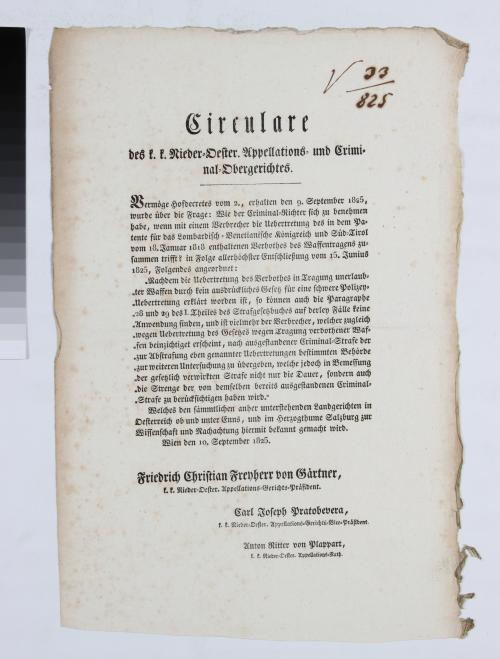 V 33
825
Circulare
des k. k. Nieder-Oester. Appellations- und Crimi-
nal-Obergerichtes.
Vermöge Hofdecretes vom 2., erhalten den 9. September 1825,
wurde über die Frage: Wie der Criminal-Richter sich zu benehmen
habe, wenn mit einem Verbrecher die Uebertretung des in dem Pa-
tente für das Lombardisch-Venetianische Königreich und Süd-Tirol
vom 18. Januar 1818 enthaltenen Verbothes des Waffentragens zu-
sammen trifft? in Folge allerhöchster Entschließung vom 15. Junius
1825, Folgendes angeordnet:
„Nachdem die Uebertretung des Verbothes in Tragung unerlaub-
„ter Waffen durch kein ausdrückliches Gesetz für eine schwere Polizey-
„Uebertretung erklärt worden ist, so können auch die Paragraphe
„28 und 29 des I. Theiles des Strafgesetzbuches auf derley Fälle keine
„Anwendung finden, und ist vielmehr der Verbrecher, welcher zugleich
„wegen Uebertretung des Gesetzes wegen Tragung verbothener Waf-
„fen beinzichtiget erscheint, nach ausgestandener Criminal-Strafe der
„zur Abstrafung eben genannter Uebertretungen bestimmten Behörde
„zur weiteren Untersuchung zu übergeben, welche jedoch in Bemessung
„der gesetzlich verwirkten Strafe nicht nur die Dauer, sondern auch
„die Strenge der von demselben bereits ausgestandenen Criminal-
„Strafe zu berücksichtigen haben wird.“
Welches den sämmtlichen anher unterstehenden Landgerichten in
Oesterreich ob und unter Enns, und im Herzogthume Salzburg zur
Wissenschaft und Nachachtung hiermit bekannt gemacht wird.
Wien den 19. September 1825.
Friedrich Christian Freyherr von Gärtner,
k. k. Nieder-Oester. Appellations-Gerichts-Präsident.
Carl Joseph Pratobevera,
k. k. Nieder-Oester. Appellations-Gerichts-Vice-Präsident.
Anton Ritter von Plappart,
k. k. Nieder-Oester. Appellations-Rath.